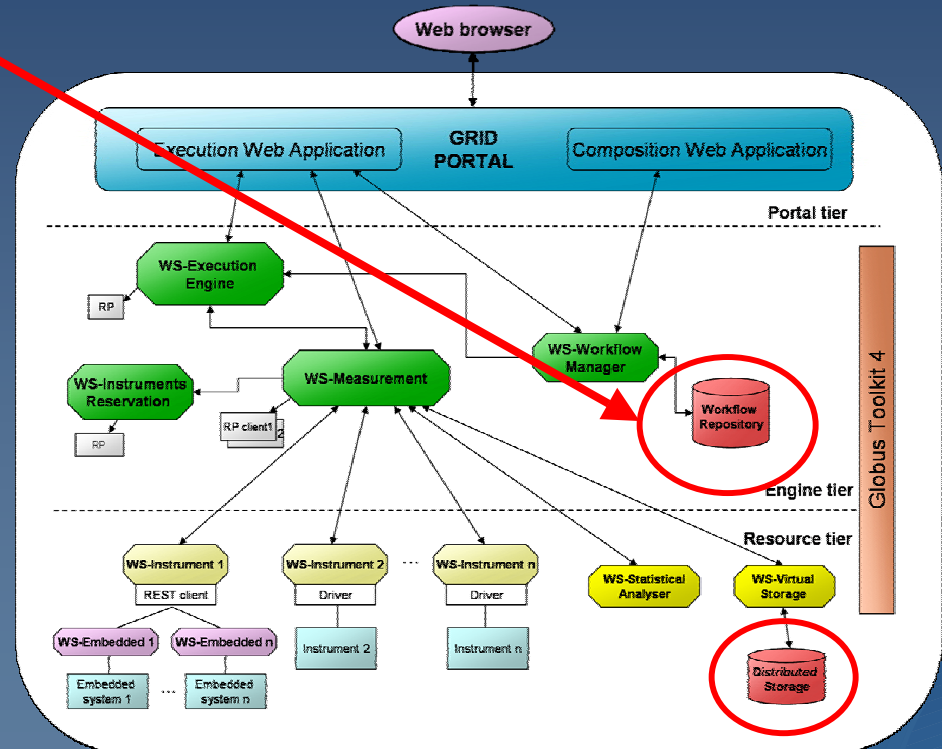 Web browser
Execution Web Application
GRID
PORTAL
Composition Web Application
Portal tier
WS-Execution
Engine
RP
WS-Workflow
Manager
WS-Instruments
Reservation
WS-Measurement
RP client1
2
RP
Workflow
Repository
Globus Toolkit 4
Engine tier
Resource tier
WS-Instrument 1
WS-Instrument 2
...
WS-Instrument n
WS-Statistical
Analyser
WS-Virtual
Storage
REST client
Driver
Driver
WS-Embedded 1
WS-Embedded n
Instrument 2
Instrument n
Embedded
system 1
...
Embedded
system n
Distributed
Storage